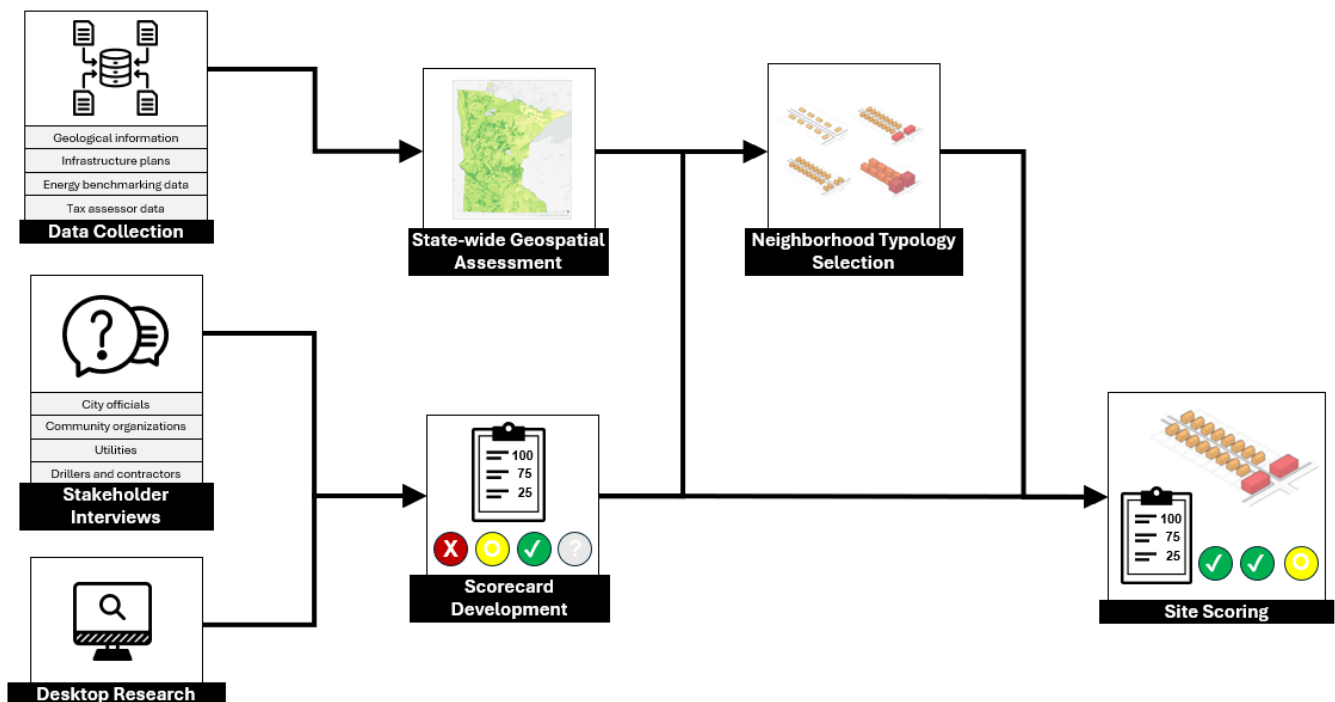 Geological information
Infrastructure plans
Energy benchmarking data
Tax assessor data
Data Collection
State-wide Geospatial
Assessment
Neighborhood Typology
Selection
City officials
Community organizations
Utilities
Drillers and contractors
Stakeholder
Interviews
100
75
25
X
?
Scorecard
Development
100
75
25
Site Scoring
Desktop Research